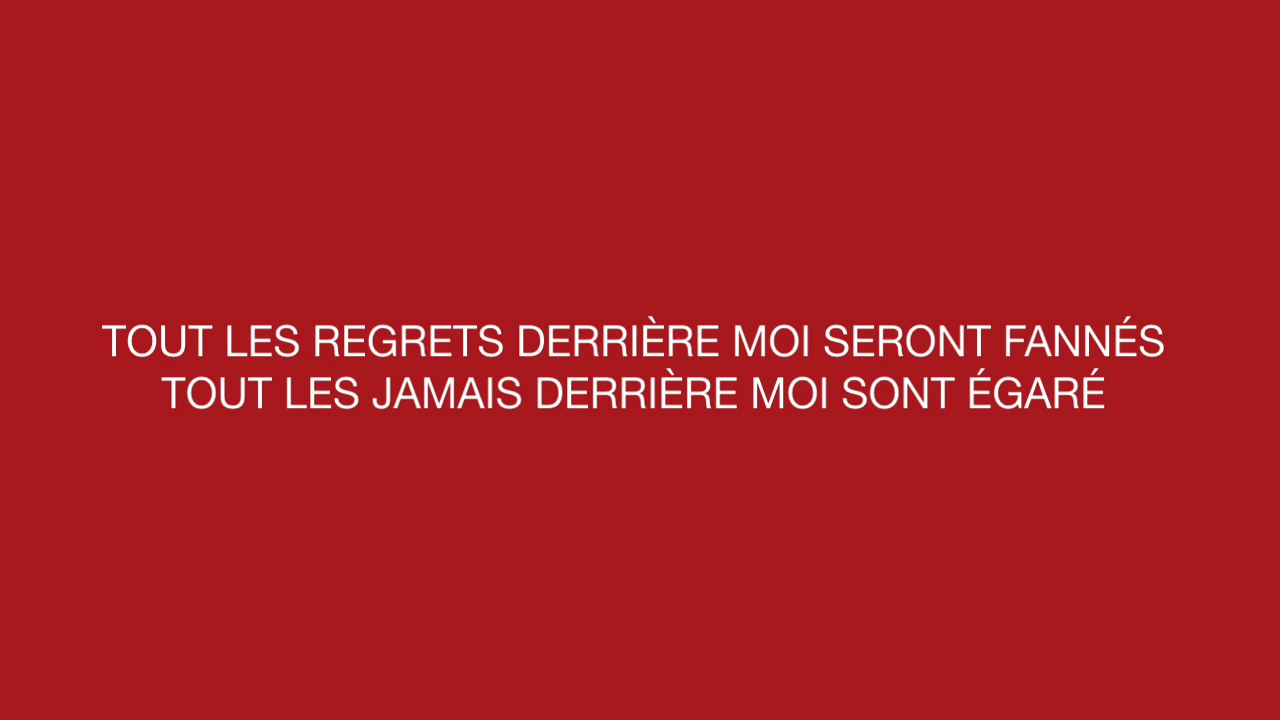 TOUT LES REGRETS DERRIÈRE MOI SERONT FANNÉS
TOUT LES JAMAIS DERRIÈRE MOI SONT ÉGARÉ